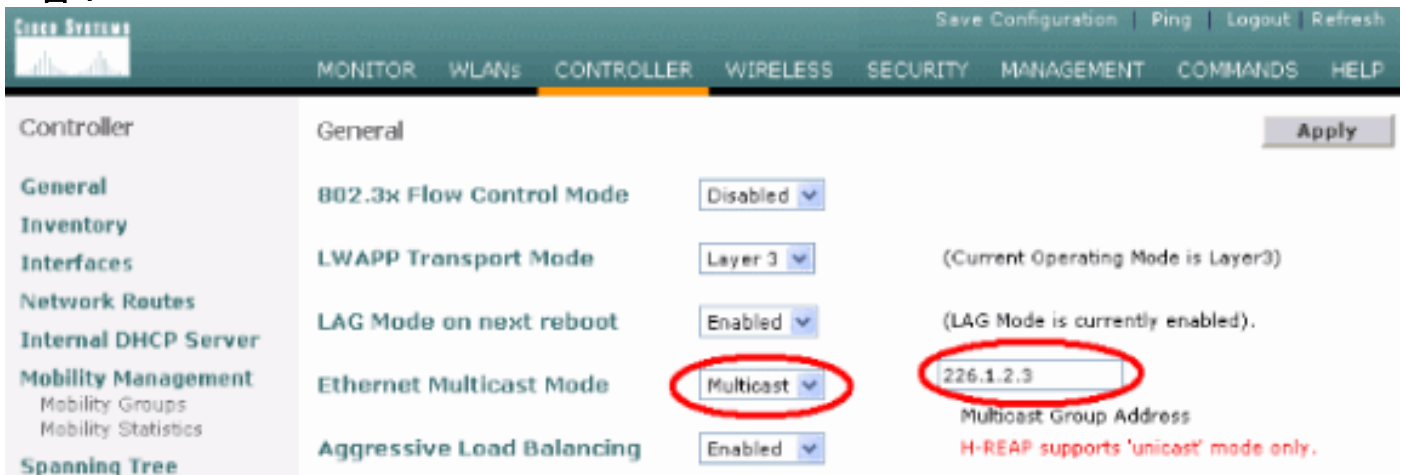 CISCO SYSTEMS
Save Configuration | Ping | Logout | Refresh
MONITOR WLANs CONTROLLER WIRELESS SECURITY MANAGEMENT COMMANDS HELP
Controller
General
Inventory
Interfaces
Network Routes
Internal DHCP Server
Mobility Management
Mobility Groups
Mobility Statistics
Spanning Tree
General
Apply
802.3x Flow Control Mode Disabled
LWAPP Transport Mode Layer 3 (Current Operating Mode is Layer3)
LAG Mode on next reboot Enabled (LAG Mode is currently enabled).
Ethernet Multicast Mode Multicast 226.1.2.3
Multicast Group Address
Aggressive Load Balancing Enabled H-REAP supports 'unicast' mode only.